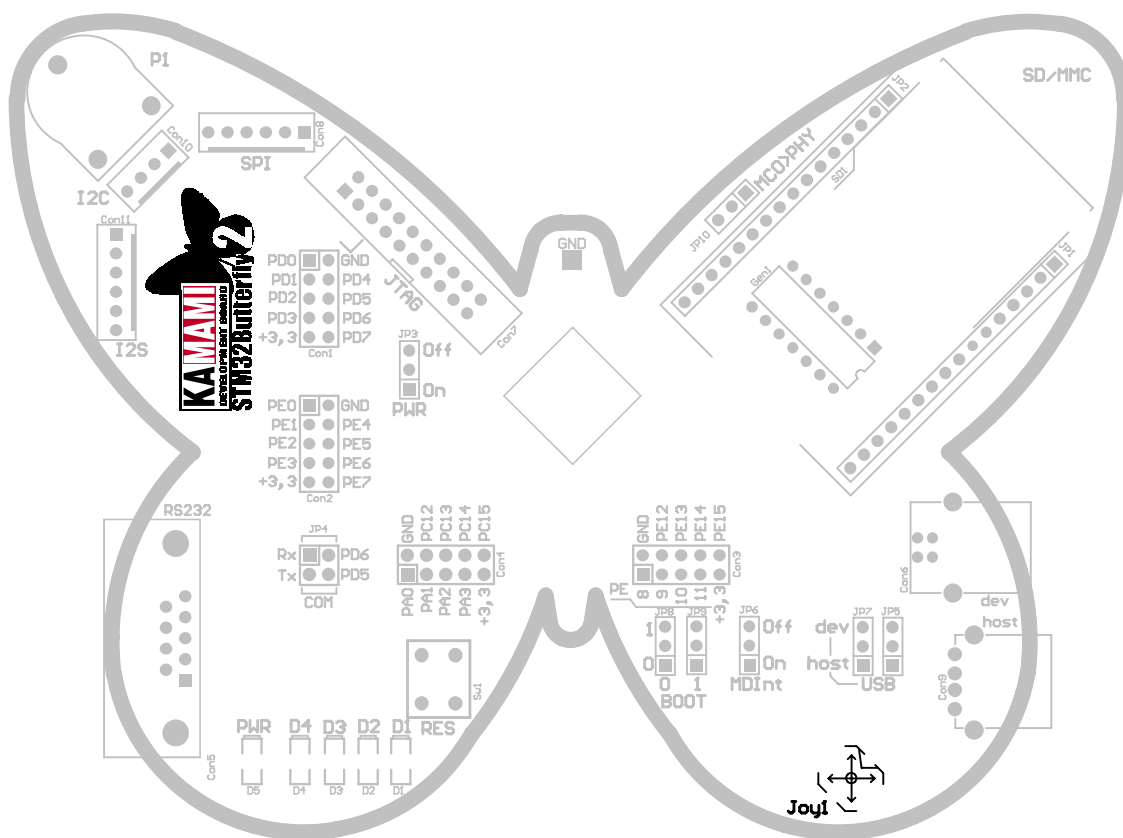 P1
SD/MMC
JP2
Con10
Con8
SPI
MCO>PHY
SD1
I2C
JP10
Con11
GND
JP1
2
PD0 GND
PD1 PD4
PD2 PD5
PD3 PD6
+3,3 PD7
Con1
JTAG
Con7
Gen1
I2S
JP3
Off
On
PWR
KAMAMI
DEVELOPMENT BOARD
STM32Butterfly
PE0 GND
PE1 PE4
PE2 PE5
PE3 PE6
+3,3 PE7
Con2
RS232
JP4
Rx PD6
Tx PD5
COM
GND PC12 PC13 PC14 PC15
Con4
PA0 PA1 PA2 PA3 +3,3
GND PE12 PE13 PE14 PE15
Con3
PE 8 9 10 11 +3,3
Con6
dev
host
JP8 JP9 JP6 JP7 JP5
1 Off dev
0 On host
0 1 MDInt USB
BOOT
Con9
Sw1
RES
PWR D4 D3 D2 D1
Con5
D5 D4 D3 D2 D1
Joy1